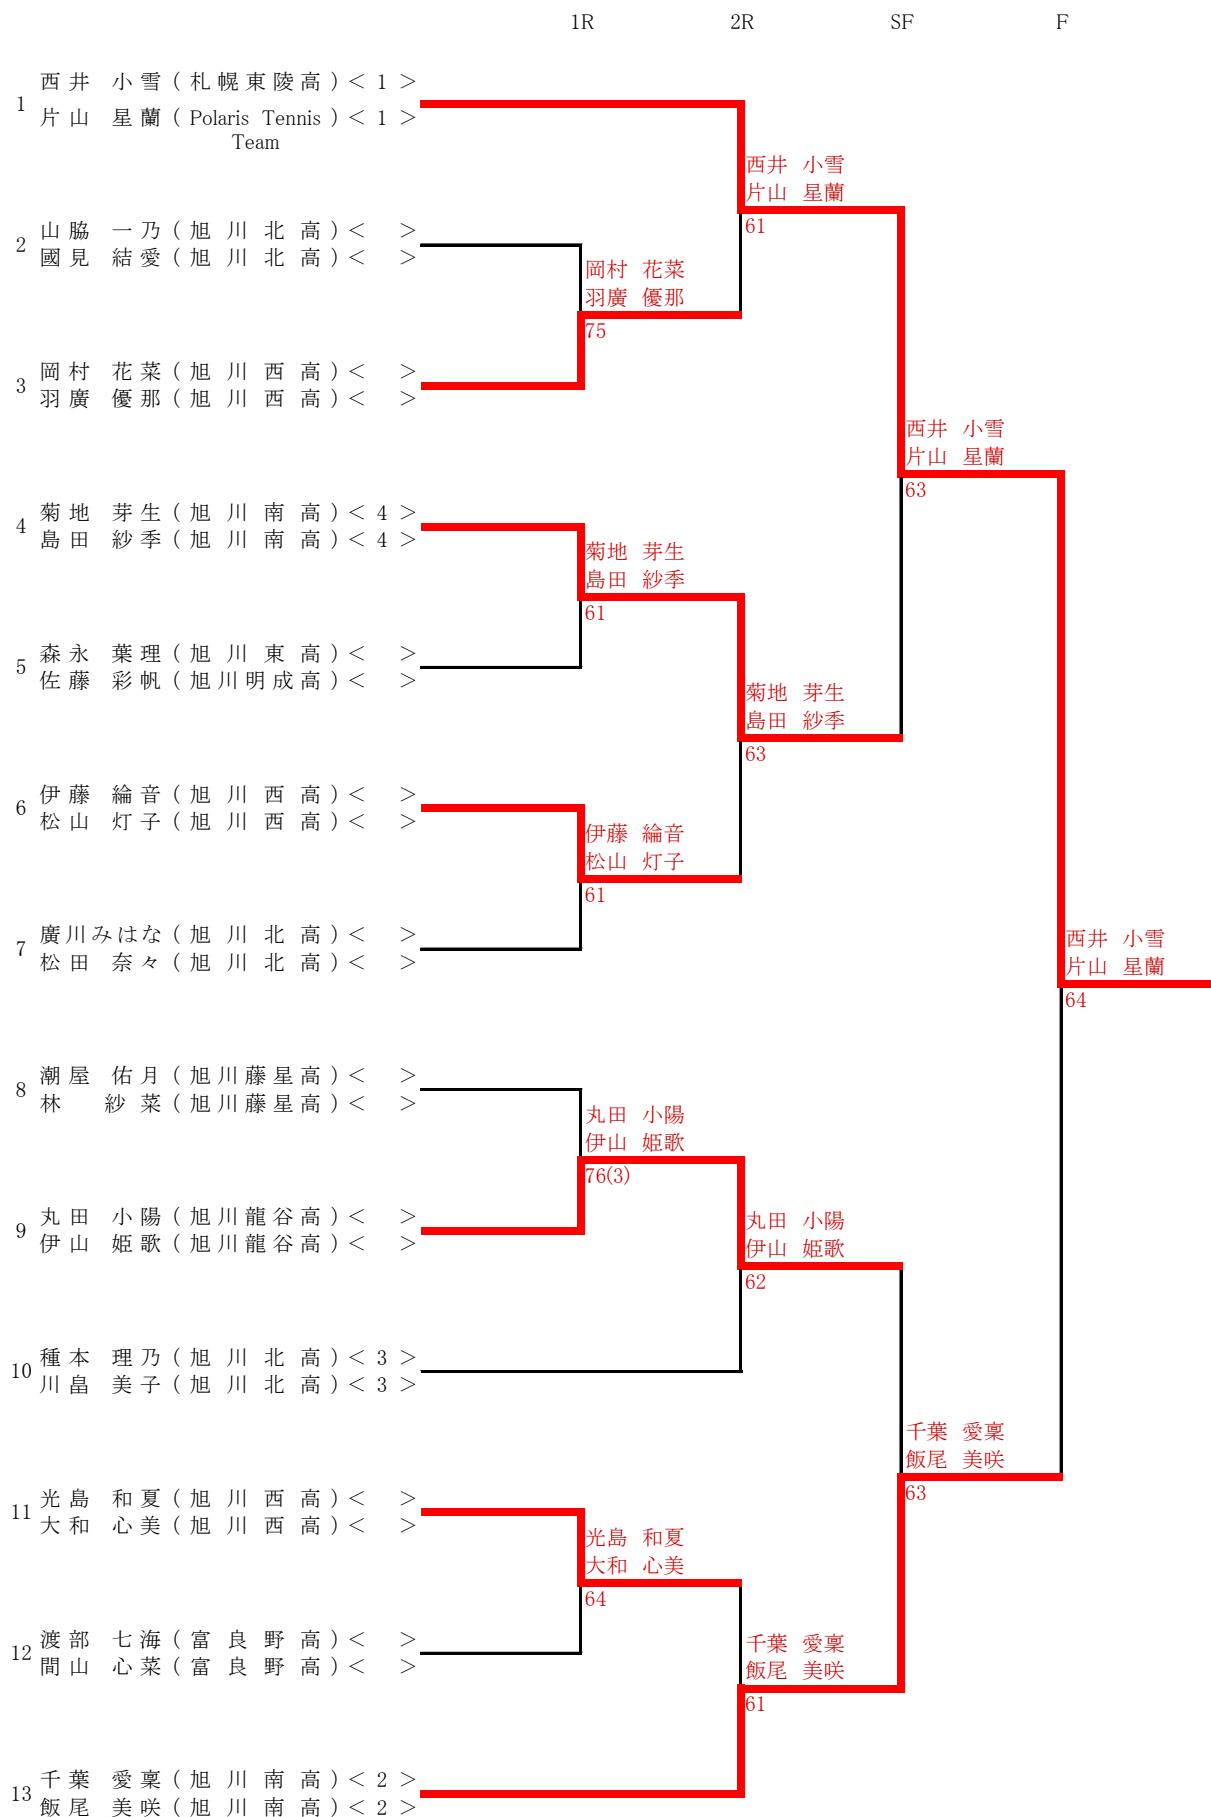 1R 2R SF F
1
西井 小雪 ( 札幌東陵高 ) < 1 >
片山 星蘭 ( Polaris Tennis Team ) < 1 >
西井 小雪
片山 星蘭
61
2
山脇 一乃 ( 旭川北高 ) < >
國見 結愛 ( 旭川北高 ) < >
岡村 花菜
羽廣 優那
75
3
岡村 花菜 ( 旭川西高 ) < >
羽廣 優那 ( 旭川西高 ) < >
西井 小雪
片山 星蘭
63
4
菊地 芽生 ( 旭川南高 ) < 4 >
島田 紗季 ( 旭川南高 ) < 4 >
菊地 芽生
島田 紗季
61
5
森永 葉理 ( 旭川東高 ) < >
佐藤 彩帆 ( 旭川明成高 ) < >
菊地 芽生
島田 紗季
63
6
伊藤 綸音 ( 旭川西高 ) < >
松山 灯子 ( 旭川西高 ) < >
伊藤 綸音
松山 灯子
61
7
廣川みはな ( 旭川北高 ) < >
松田 奈々 ( 旭川北高 ) < >
西井 小雪
片山 星蘭
64
8
潮屋 佑月 ( 旭川藤星高 ) < >
林 紗菜 ( 旭川藤星高 ) < >
丸田 小陽
伊山 姫歌
76(3)
9
丸田 小陽 ( 旭川龍谷高 ) < >
伊山 姫歌 ( 旭川龍谷高 ) < >
丸田 小陽
伊山 姫歌
62
10
種本 理乃 ( 旭川北高 ) < 3 >
川畠 美子 ( 旭川北高 ) < 3 >
千葉 愛稟
飯尾 美咲
63
11
光島 和夏 ( 旭川西高 ) < >
大和 心美 ( 旭川西高 ) < >
光島 和夏
大和 心美
64
12
渡部 七海 ( 富良野高 ) < >
間山 心菜 ( 富良野高 ) < >
千葉 愛稟
飯尾 美咲
61
13
千葉 愛稟 ( 旭川南高 ) < 2 >
飯尾 美咲 ( 旭川南高 ) < 2 >